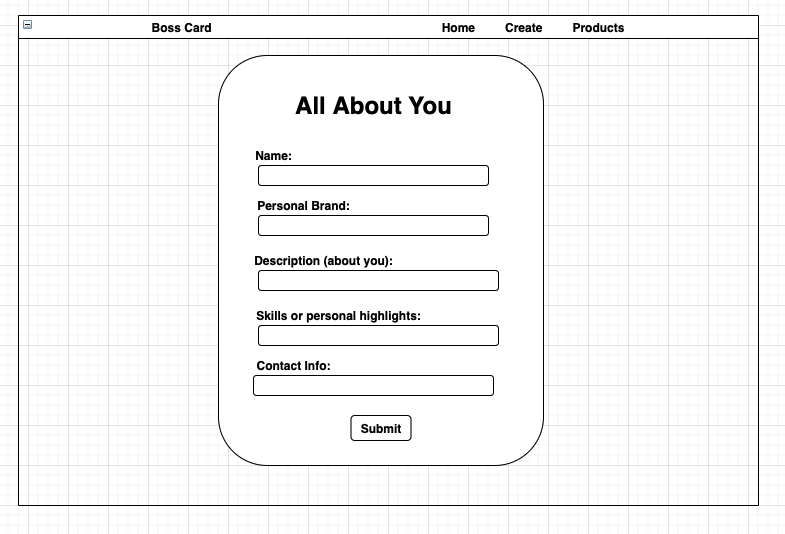 Boss Card Home Create Products
All About You
Name:
Personal Brand:
Description (about you):
Skills or personal highlights:
Contact Info:
Submit